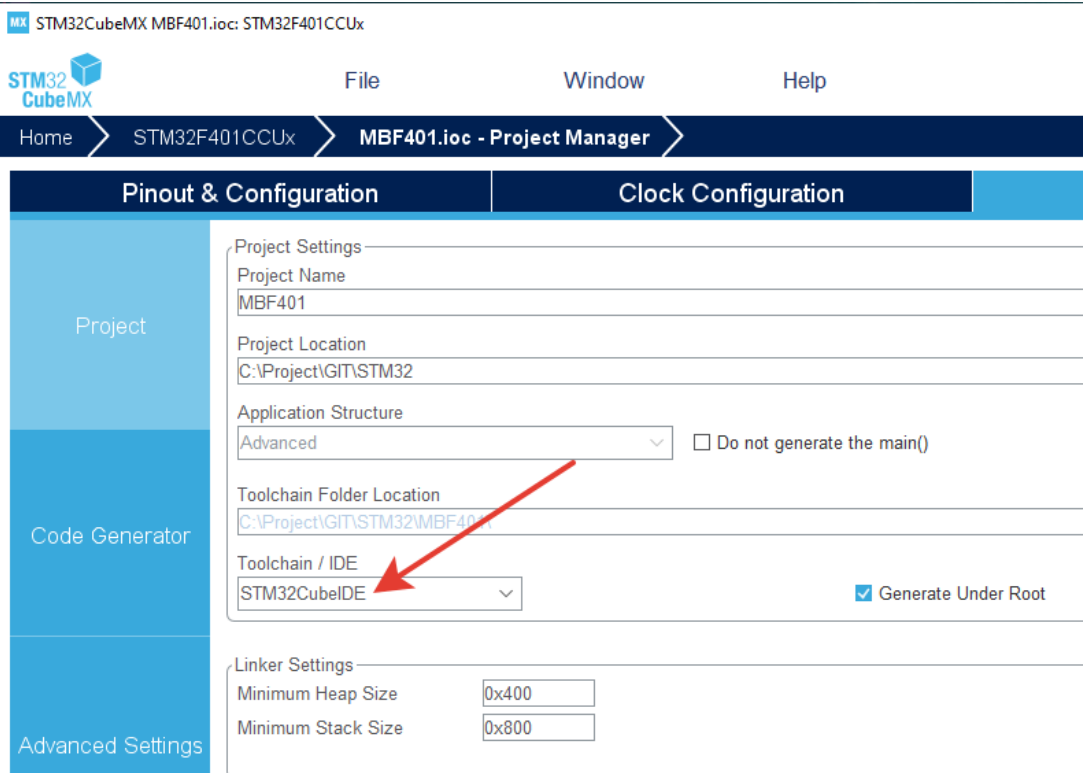 MX STM32CubeMX MBF401.ioc: STM32F401CCUx
STM32
CubeMX
File Window Help
Home STM32F401CCUx MBF401.ioc - Project Manager
Pinout & Configuration Clock Configuration
Project
Code Generator
Advanced Settings
Project Settings
Project Name
MBF401
Project Location
C:\Project\GIT\STM32
Application Structure
Advanced Do not generate the main()
Toolchain Folder Location
C:\Project\GIT\STM32\MBF401\
Toolchain / IDE
STM32CubeIDE Generate Under Root
Linker Settings
Minimum Heap Size 0x400
Minimum Stack Size 0x800